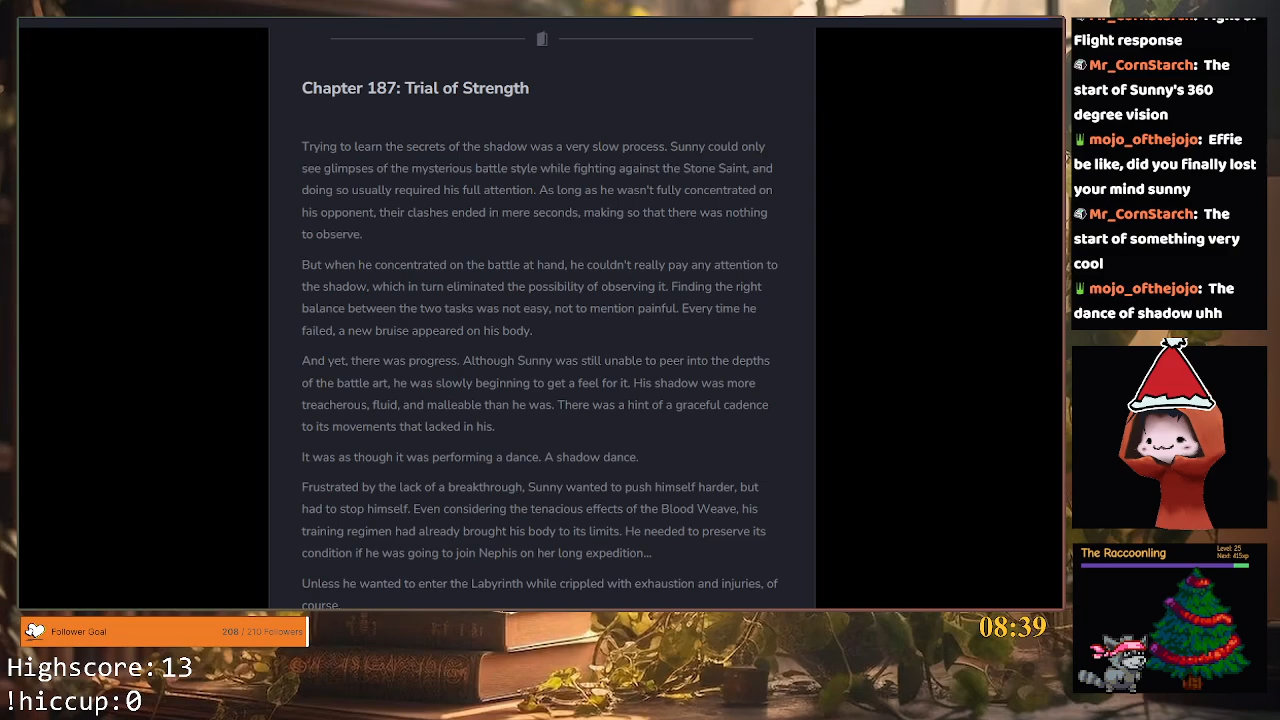 Chapter 187: Trial of Strength
Trying to learn the secrets of the shadow was a very slow process. Sunny could only
see glimpses of the mysterious battle style while fighting against the Stone Saint, and
doing so usually required his full attention. As long as he wasn't fully concentrated on
his opponent, their clashes ended in mere seconds, making so that there was nothing
to observe.
But when he concentrated on the battle at hand, he couldn't really pay any attention to
the shadow, which in turn eliminated the possibility of observing it. Finding the right
balance between the two tasks was not easy, not to mention painful. Every time he
failed, a new bruise appeared on his body.
And yet, there was progress. Although Sunny was still unable to peer into the depths
of the battle art, he was slowly beginning to get a feel for it. His shadow was more
treacherous, fluid, and malleable than he was. There was a hint of a graceful cadence
to its movements that lacked in his.
It was as though it was performing a dance. A shadow dance.
Frustrated by the lack of a breakthrough, Sunny wanted to push himself harder, but
had to stop himself. Even considering the tenacious effects of the Blood Weave, his
training regimen had already brought his body to its limits. He needed to preserve its
condition if he was going to join Nephis on her long expedition...
Unless he wanted to enter the Labyrinth while crippled with exhaustion and injuries, of
course.
Flight response
Mr_CornStarch: The
start of Sunny's 360
degree vision
mojo_ofthejojo: Effie
be like, did you finally lost
your mind sunny
Mr_CornStarch: The
start of something very
cool
mojo_ofthejojo: The
dance of shadow uhh
The Raccoonling
Level: 25
Next: 415xp
Follower Goal
208 / 210 Followers
08:39
Highscore:13
!hiccup:0